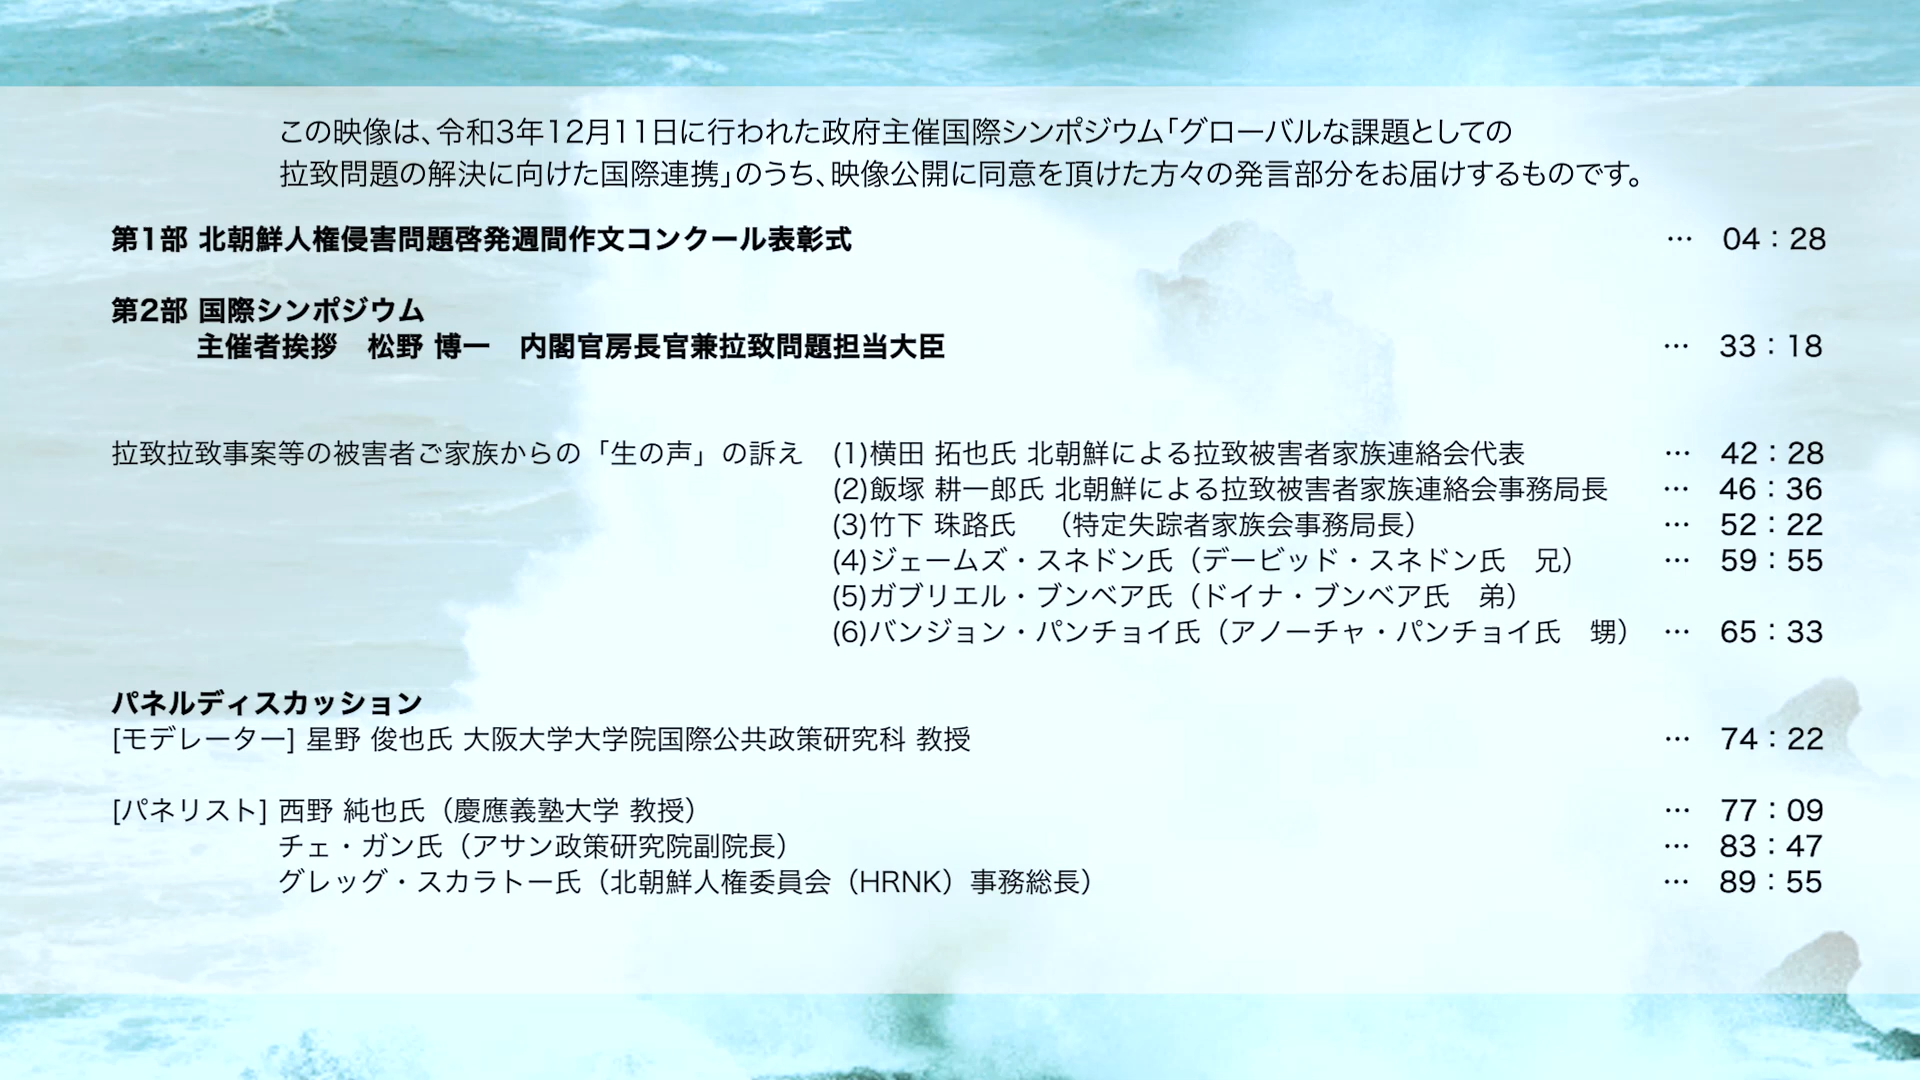 この映像は、令和3年12月11日に行われた政府主催国際シンポジウム「グローバルな課題としての
拉致問題の解決に向けた国際連携」のうち、映像公開に同意を頂けた方々の発言部分をお届けするものです。
第1部 北朝鮮人権侵害問題啓発週間作文コンクール表彰式 … 04：28
第2部 国際シンポジウム
主催者挨拶　松野 博一　内閣官房長官兼拉致問題担当大臣 … 33：18
拉致拉致事案等の被害者ご家族からの「生の声」の訴え (1)横田 拓也氏 北朝鮮による拉致被害者家族連絡会代表 … 42：28
(2)飯塚 耕一郎氏 北朝鮮による拉致被害者家族連絡会事務局長 … 46：36
(3)竹下 珠路氏　（特定失踪者家族会事務局長） … 52：22
(4)ジェームズ・スネドン氏（デービッド・スネドン氏　兄） … 59：55
(5)ガブリエル・ブンベア氏（ドイナ・ブンベア氏　弟）
(6)バンジョン・パンチョイ氏（アノーチャ・パンチョイ氏　甥） … 65：33
パネルディスカッション
[モデレーター] 星野 俊也氏 大阪大学大学院国際公共政策研究科 教授 … 74：22
[パネリスト] 西野 純也氏（慶應義塾大学 教授） … 77：09
チェ・ガン氏（アサン政策研究院副院長） … 83：47
グレッグ・スカラトー氏（北朝鮮人権委員会（HRNK）事務総長） … 89：55